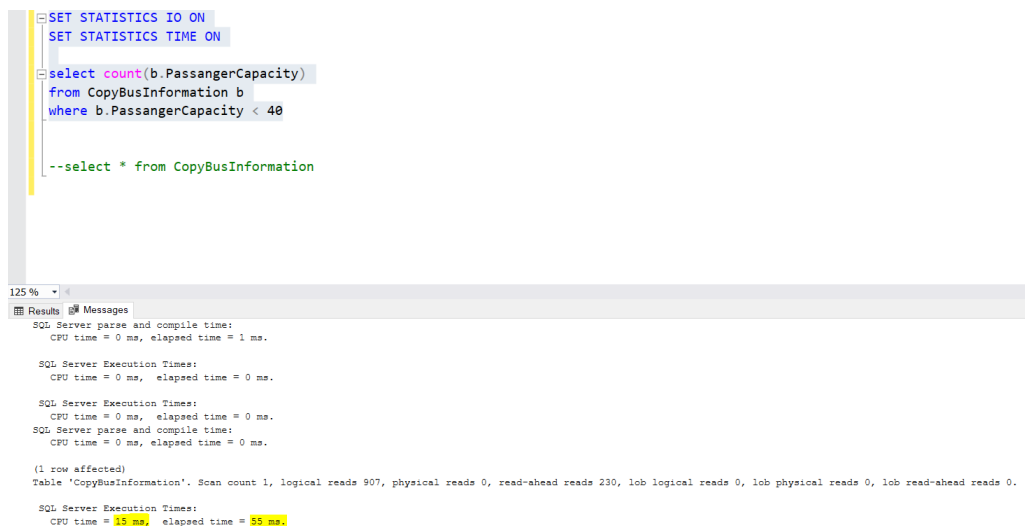 SET STATISTICS IO ON
SET STATISTICS TIME ON
select count(b.PassangerCapacity)
from CopyBusInformation b
where b.PassangerCapacity < 40
--select * from CopyBusInformation
125 %
Results Messages
SQL Server parse and compile time:
CPU time = 0 ms, elapsed time = 1 ms.
SQL Server Execution Times:
CPU time = 0 ms, elapsed time = 0 ms.
SQL Server Execution Times:
CPU time = 0 ms, elapsed time = 0 ms.
SQL Server parse and compile time:
CPU time = 0 ms, elapsed time = 0 ms.
(1 row affected)
Table 'CopyBusInformation'. Scan count 1, logical reads 907, physical reads 0, read-ahead reads 230, lob logical reads 0, lob physical reads 0, lob read-ahead reads 0.
SQL Server Execution Times:
CPU time = 15 ms, elapsed time = 55 ms.